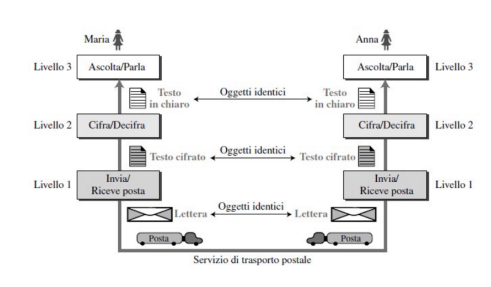 Maria
Anna
Livello 3
Ascolta/Parla
Ascolta/Parla
Livello 3
Testo
in chiaro
Oggetti identici
Testo
in chiaro
Livello 2
Cifra/Decifra
Cifra/Decifra
Livello 2
Testo cifrato
Oggetti identici
Testo cifrato
Livello 1
Invia/
Riceve posta
Invia/
Riceve posta
Livello 1
Lettera
Oggetti identici
Lettera
Posta
Posta
Servizio di trasporto postale